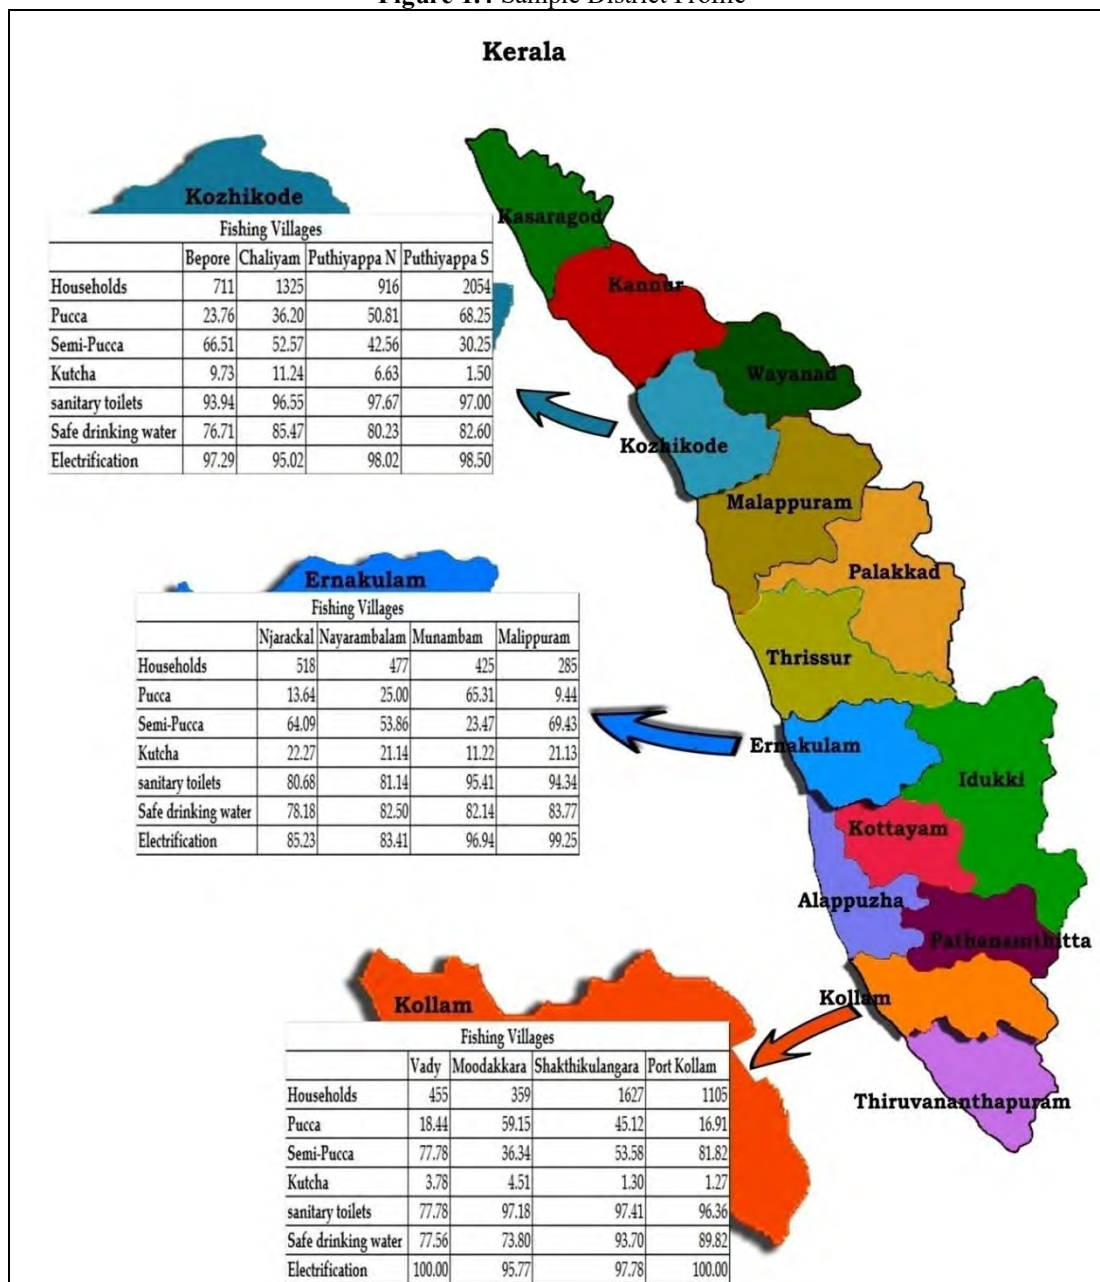 Figure 1.4 Sample District Profile
Kerala
Kozhikode
Fishing Villages
Bepore Chaliyam Puthiyappa N Puthiyappa S
Households 711 1325 916 2054
Pucca 23.76 36.20 50.81 68.25
Semi-Pucca 66.51 52.57 42.56 30.25
Kutcha 9.73 11.24 6.63 1.50
sanitary toilets 93.94 96.55 97.67 97.00
Safe drinking water 76.71 85.47 80.23 82.60
Electrification 97.29 95.02 98.02 98.50
Kasaragod
Kannur
Wayanad
Kozhikode
Malappuram
Palakkad
Thrissur
Ernakulam
Idukki
Kottayam
Alappuzha
Pathanamthitta
Kollam
Thiruvananthapuram
Ernakulam
Fishing Villages
Njarackal Nayarambalam Munambam Malippuram
Households 518 477 425 285
Pucca 13.64 25.00 65.31 9.44
Semi-Pucca 64.09 53.86 23.47 69.43
Kutcha 22.27 21.14 11.22 21.13
sanitary toilets 80.68 81.14 95.41 94.34
Safe drinking water 78.18 82.50 82.14 83.77
Electrification 85.23 83.41 96.94 99.25
Kollam
Fishing Villages
Vady Moodakkara Shakthikulangara Port Kollam
Households 455 359 1627 1105
Pucca 18.44 59.15 45.12 16.91
Semi-Pucca 77.78 36.34 53.58 81.82
Kutcha 3.78 4.51 1.30 1.27
sanitary toilets 77.78 97.18 97.41 96.36
Safe drinking water 77.56 73.80 93.70 89.82
Electrification 100.00 95.77 97.78 100.00